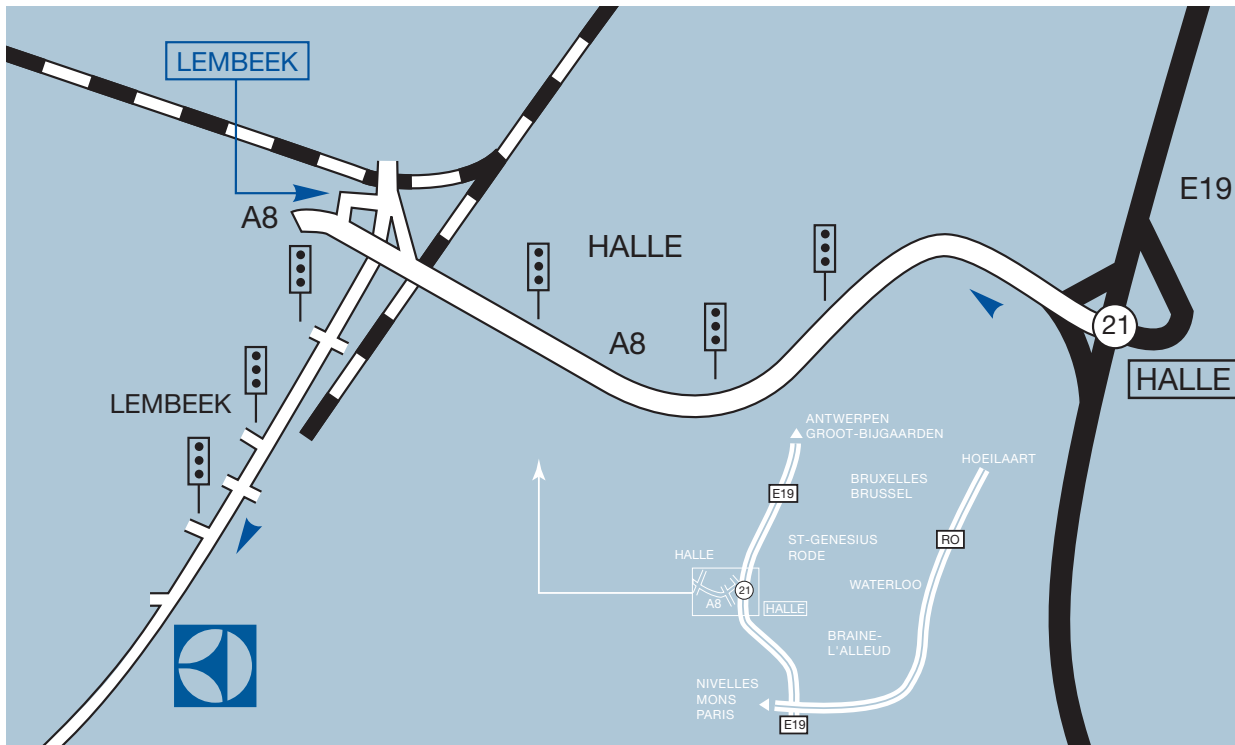 LEMBEEK
A8
HALLE
E19
A8
21
HALLE
LEMBEEK
ANTWERPEN
GROOT-BIJGAARDEN
HOEILAART
E19
BRUXELLES
BRUSSEL
ST-GENESIUS
RODE
RO
HALLE
21
A8
HALLE
WATERLOO
BRAINE-
L'ALLEUD
NIVELLES
MONS
PARIS
E19